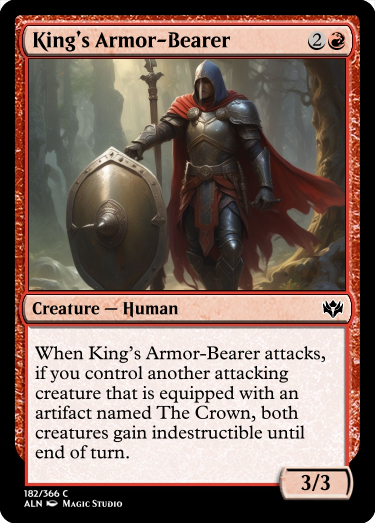 King's Armor-Bearer 2
Creature — Human
When King's Armor-Bearer attacks,
if you control another attacking
creature that is equipped with an
artifact named The Crown, both
creatures gain indestructible until
end of turn.
3/3
182/366 C
ALN Magic Studio